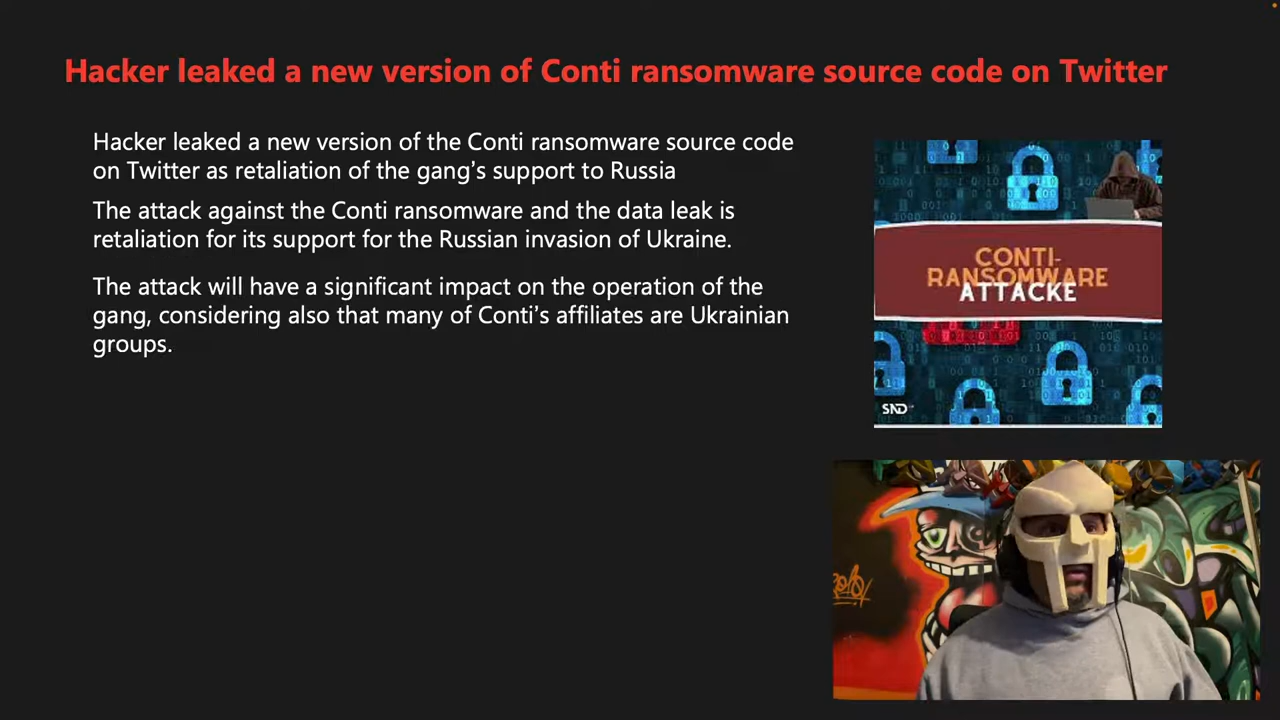 Hacker leaked a new version of Conti ransomware source code on Twitter
Hacker leaked a new version of the Conti ransomware source code
on Twitter as retaliation of the gang’s support to Russia
The attack against the Conti ransomware and the data leak is
retaliation for its support for the Russian invasion of Ukraine.
The attack will have a significant impact on the operation of the
gang, considering also that many of Conti’s affiliates are Ukrainian
groups.
CONTI-
RANSOMWARE
ATTACKE
SND